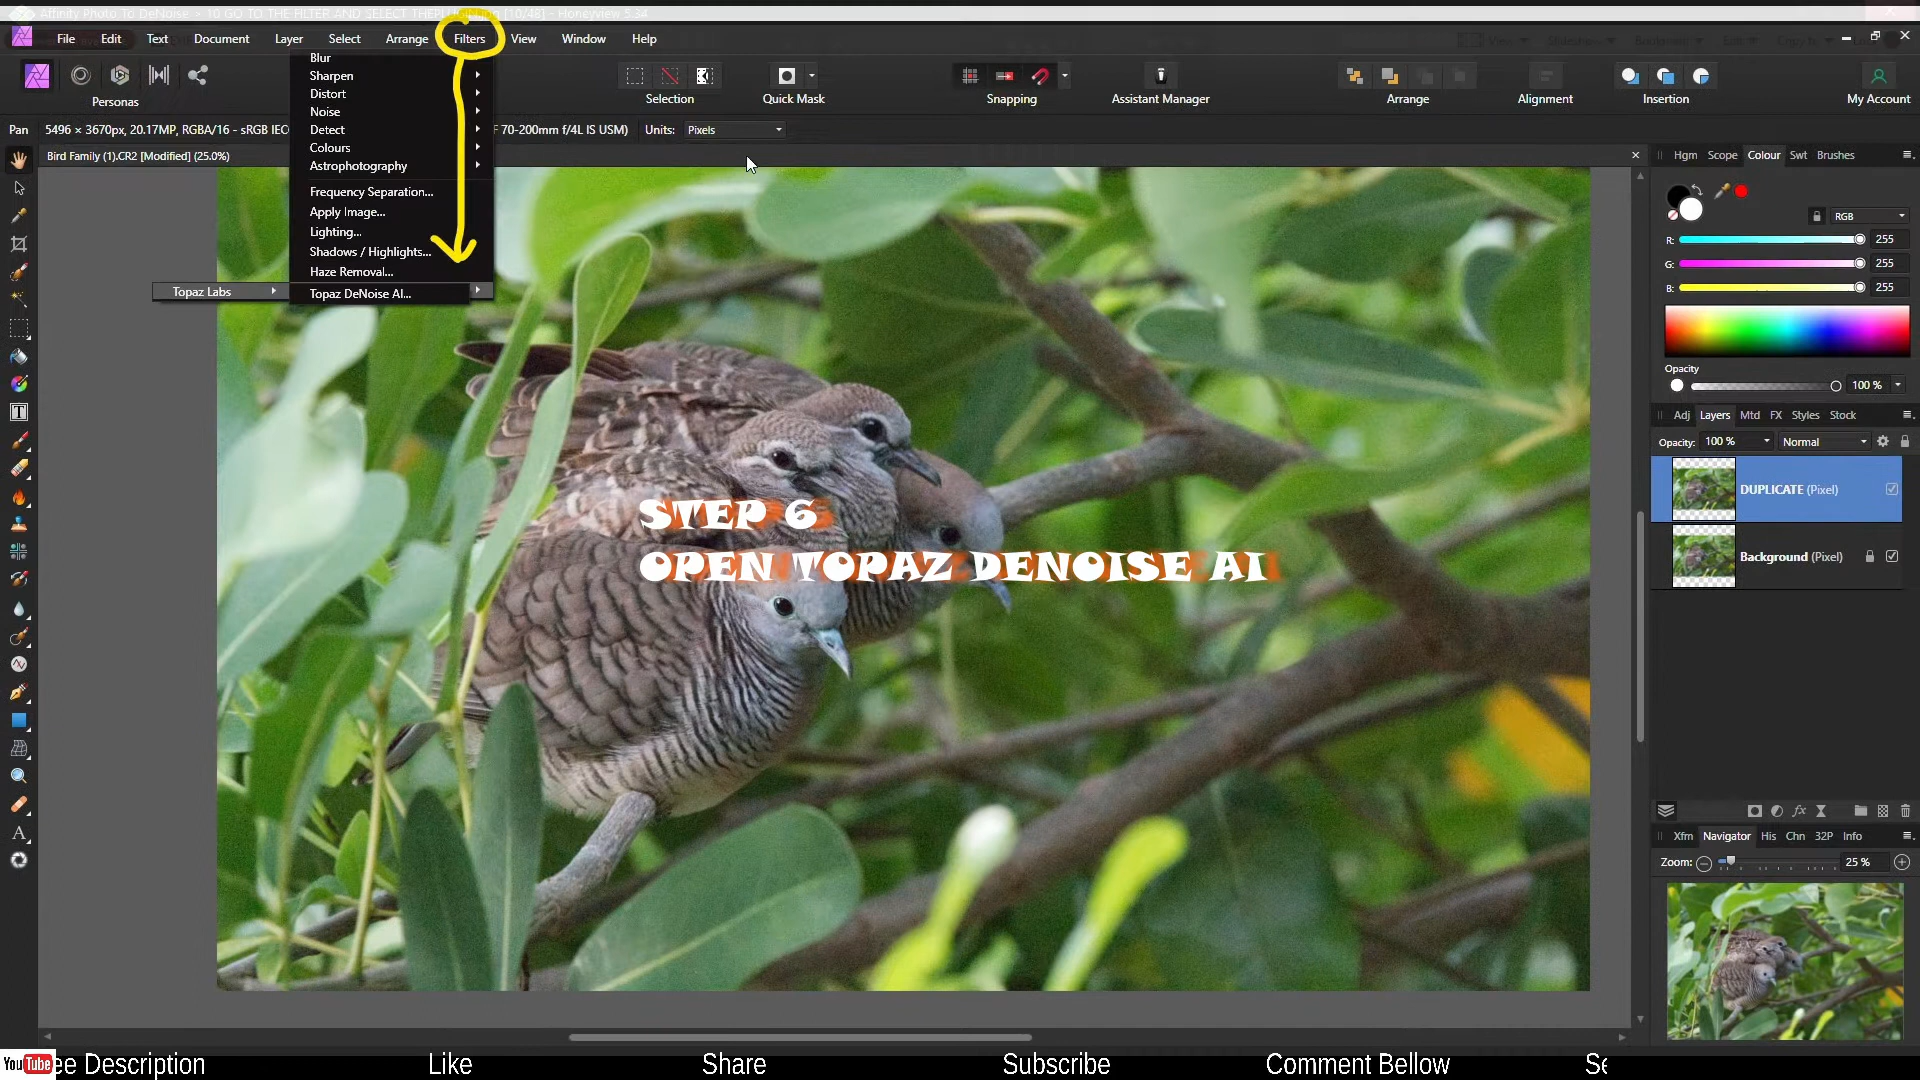 Affinity Photo To DeNoise > 10 GO TO THE FILTER AND SELECT THEPLUGIN.jpg [10/48] - Honeyview 5.34
File Edit Text Document Layer Select Arrange Filters View Window Help
Blur
Sharpen
Distort
Noise
Detect
Colours
Astrophotography
Frequency Separation...
Apply Image...
Lighting...
Shadows / Highlights...
Haze Removal...
Topaz Labs
Topaz DeNoise AI...
Personas
Selection
Quick Mask
Snapping
Assistant Manager
Arrange
Alignment
Insertion
My Account
Pan 5496 × 3670px, 20.17MP, RGBA/16 - sRGB IEC F 70-200mm f/4L IS USM) Units: Pixels
Bird Family (1).CR2 [Modified] (25.0%)
STEP 6
OPEN TOPAZ DENOISE AI
Hgm Scope Colour Swt Brushes
RGB
R: 255
G: 255
B: 255
Opacity
100 %
Adj Layers Mtd FX Styles Stock
Opacity: 100 % Normal
DUPLICATE (Pixel)
Background (Pixel)
Xfm Navigator His Chn 32P Info
Zoom: 25 %
YouTube ee Description Like Share Subscribe Comment Bellow Se